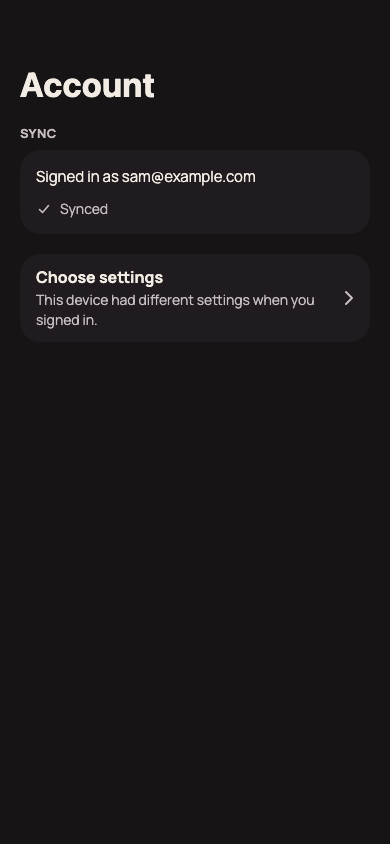 Account
SYNC
Signed in as sam@example.com
Synced
Choose settings
This device had different settings when you
signed in.